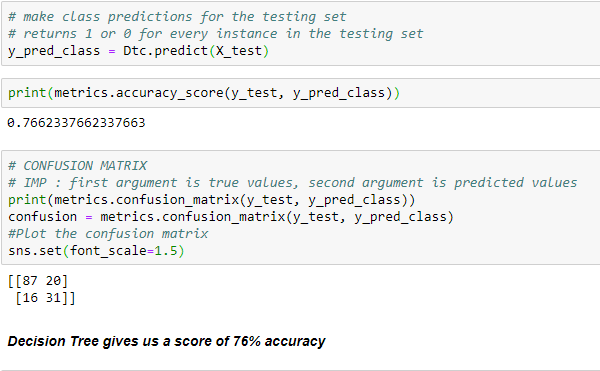 # make class predictions for the testing set
# returns 1 or 0 for every instance in the testing set
y_pred_class = Dtc.predict(X_test)
print(metrics.accuracy_score(y_test, y_pred_class))
0.7662337662337663
# CONFUSION MATRIX
# IMP : first argument is true values, second argument is predicted values
print(metrics.confusion_matrix(y_test, y_pred_class))
confusion = metrics.confusion_matrix(y_test, y_pred_class)
#Plot the confusion matrix
sns.set(font_scale=1.5)
[[87 20]
 [16 31]]
Decision Tree gives us a score of 76% accuracy